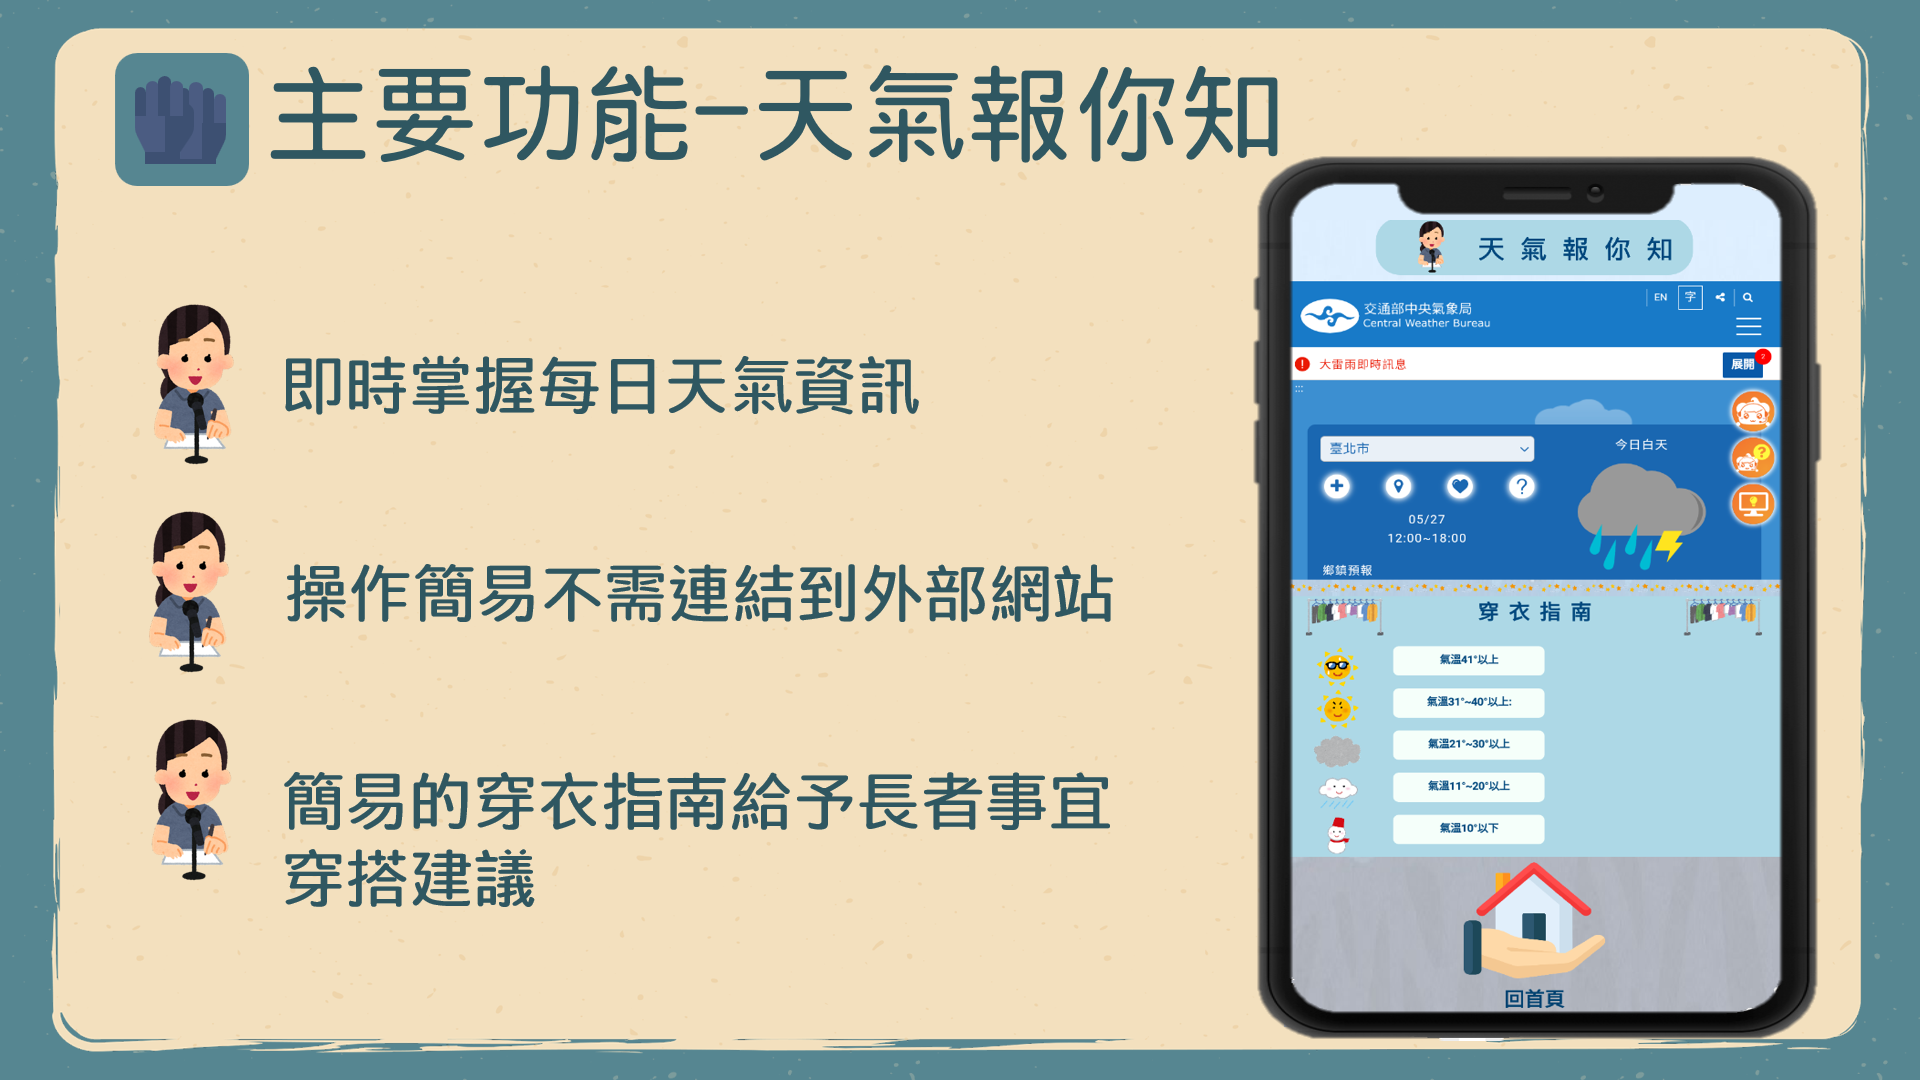 主要功能-天氣報你知
即時掌握每日天氣資訊
操作簡易不需連結到外部網站
簡易的穿衣指南給予長者事宜
穿搭建議
天氣報你知
EN 字
交通部中央氣象局
Central Weather Bureau
大雷雨即時訊息
展開
2
:::
臺北市
今日白天
05/27
12:00~18:00
鄉鎮預報
穿衣指南
氣溫41°以上
氣溫31°~40°以上:
氣溫21°~30°以上
氣溫11°~20°以上
氣溫10°以下
回首頁